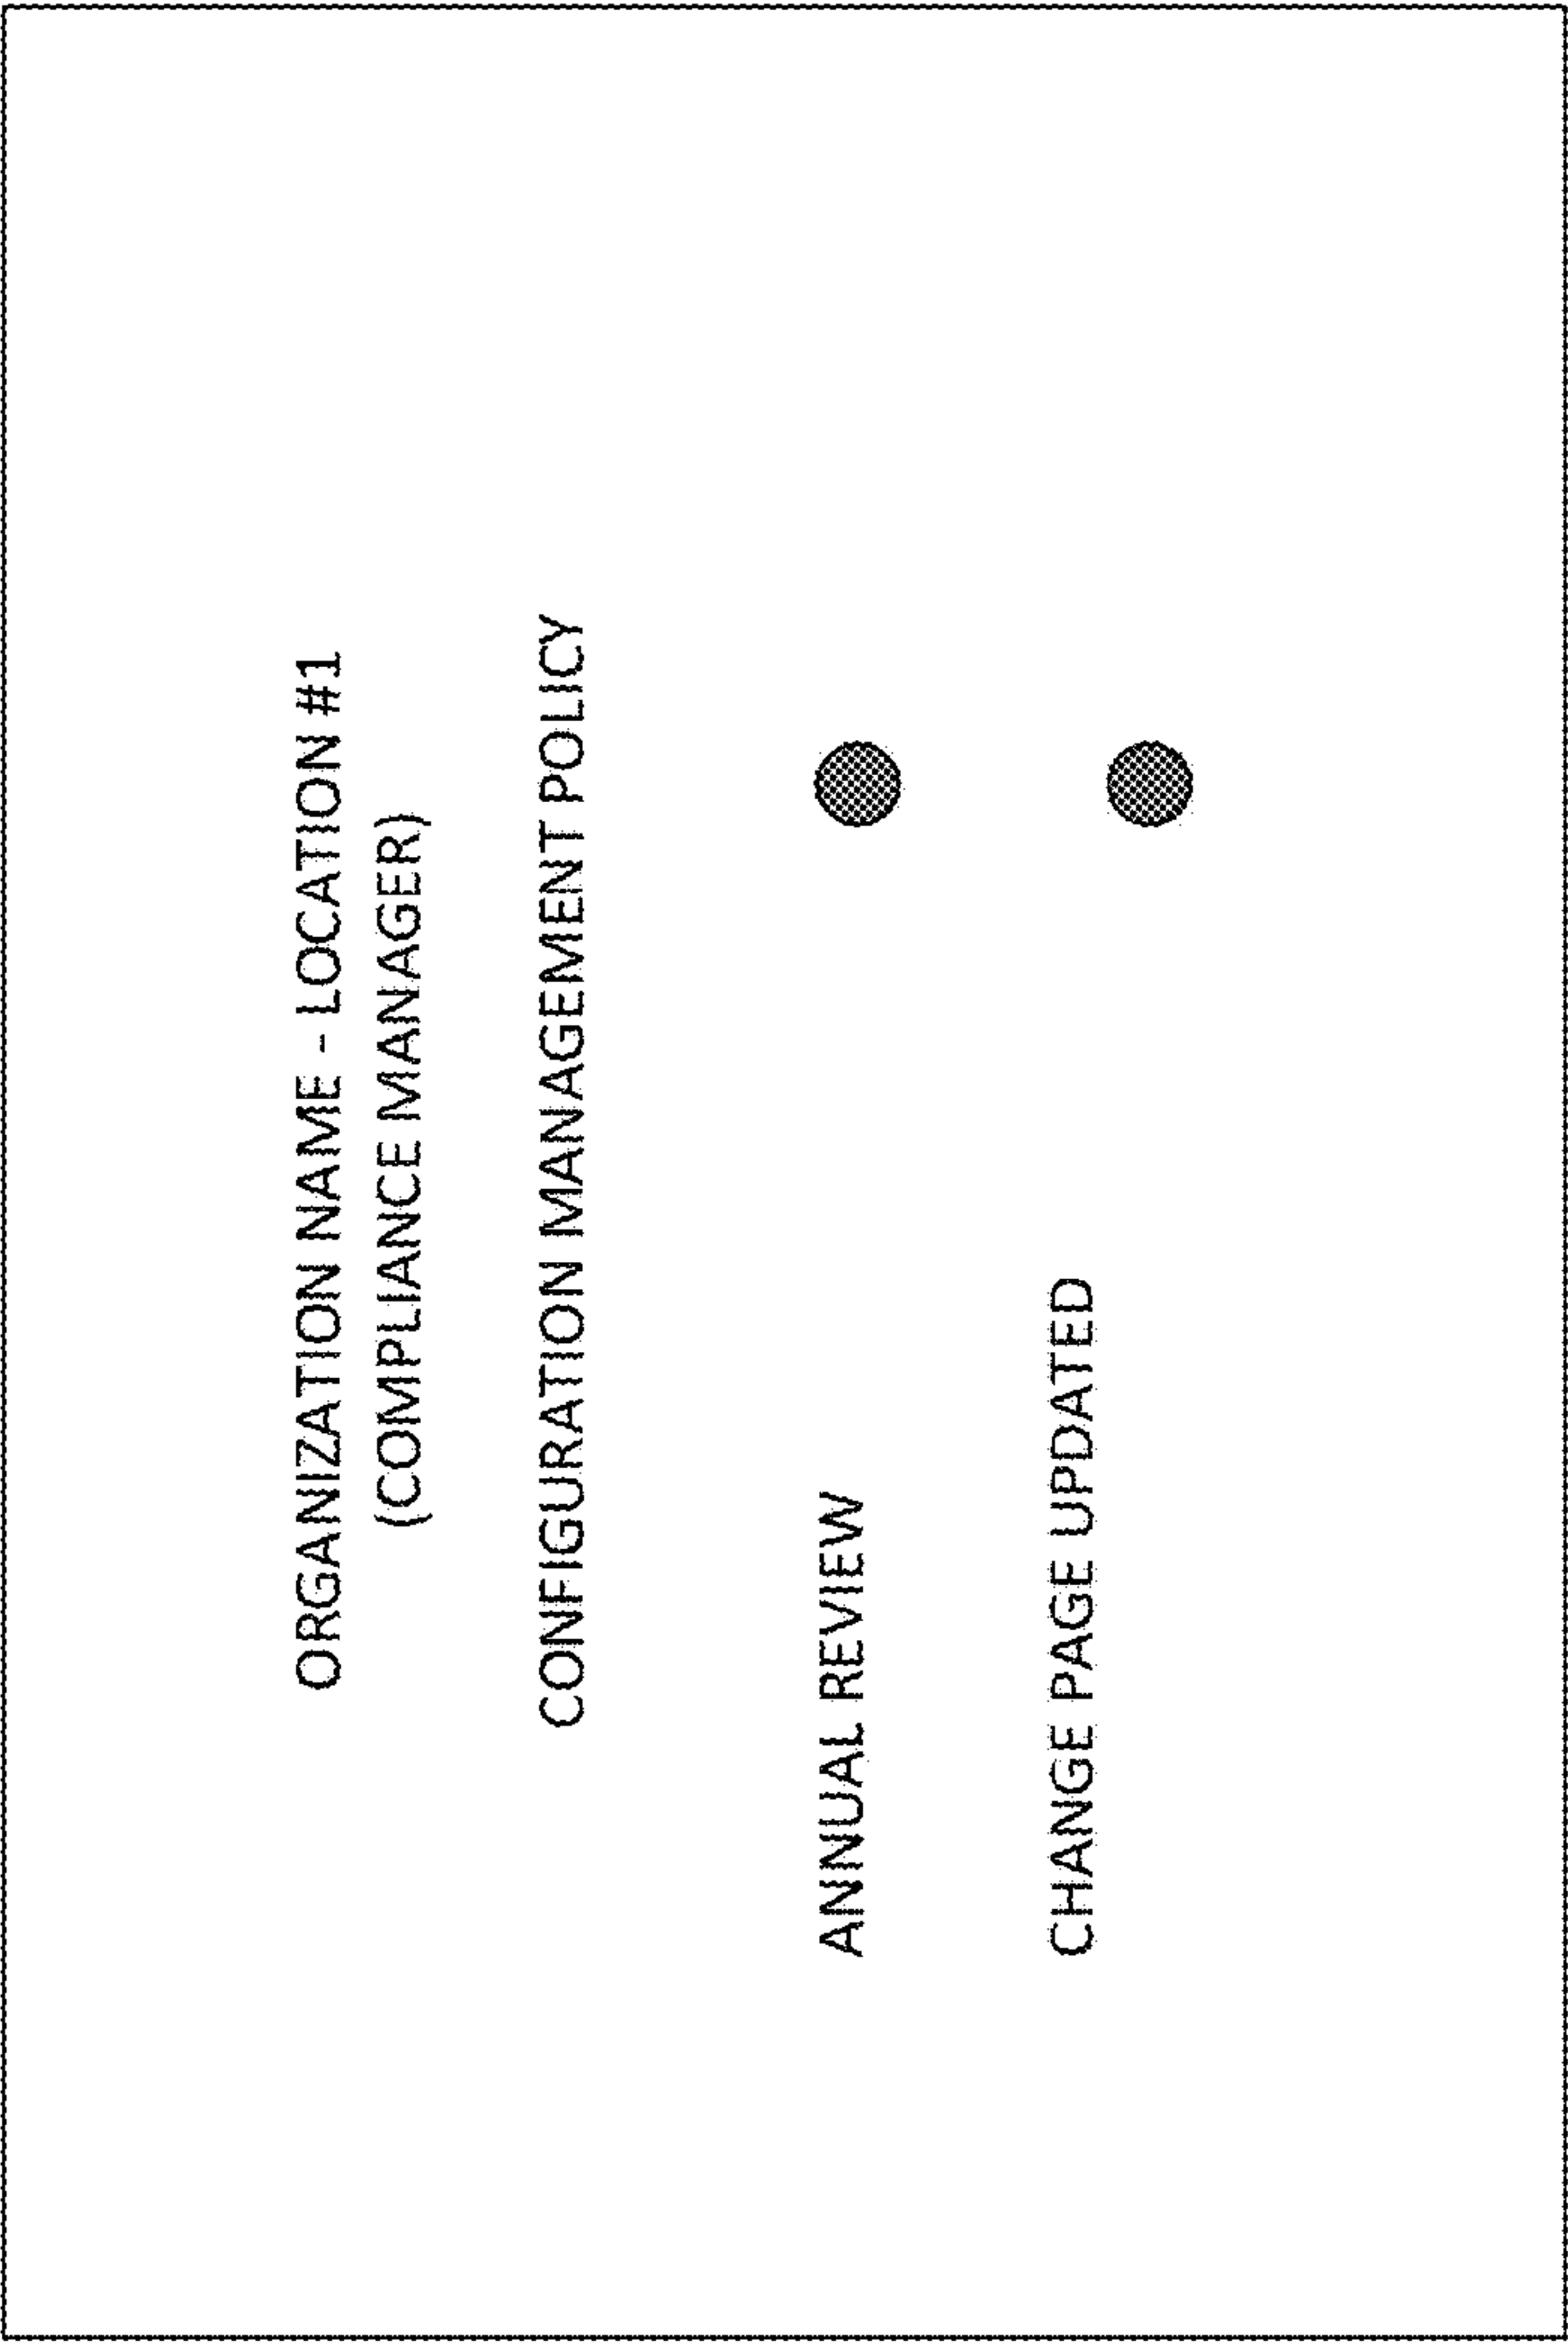 ORGANIZATION NAME - LOCATION #1
(COMPLIANCE MANAGER)
CONFIGURATION MANAGEMENT POLICY
ANNUAL REVIEW
CHANGE PAGE UPDATED